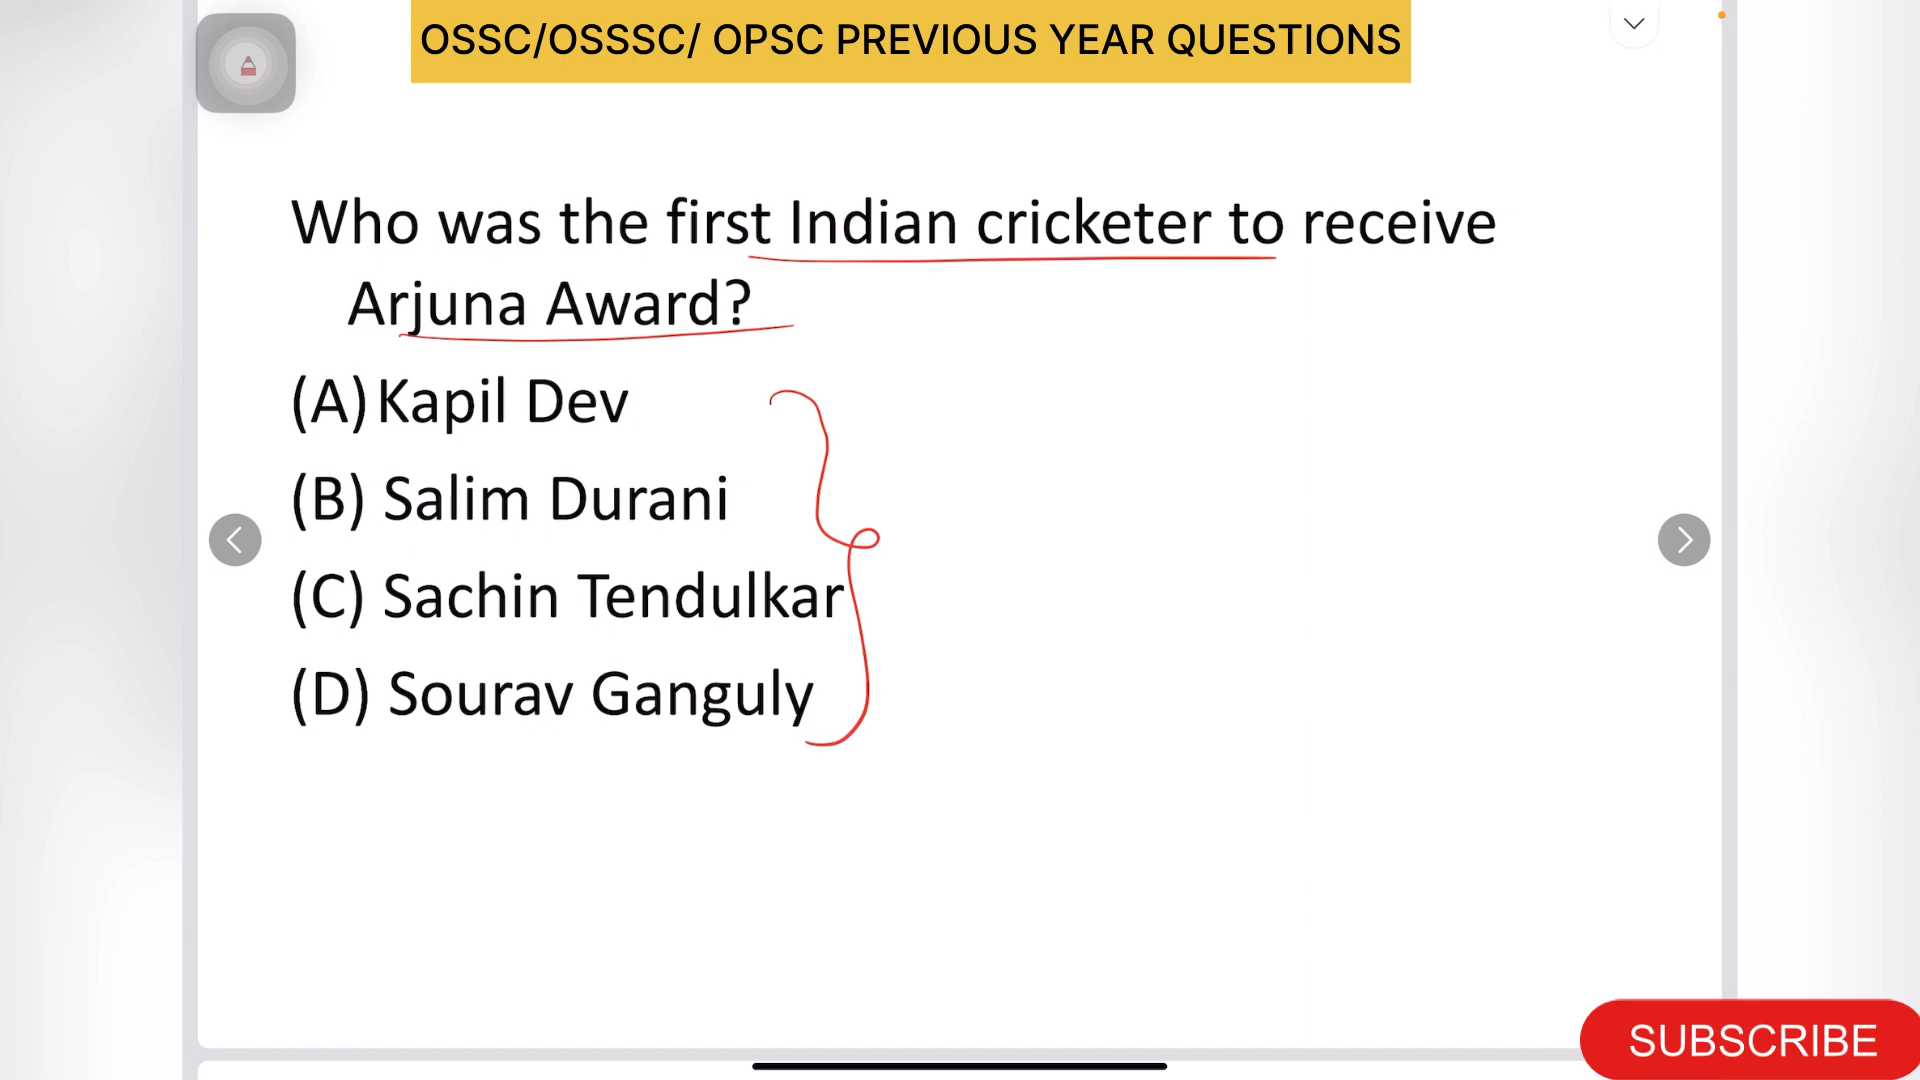 OSSC/OSSSC/ OPSC PREVIOUS YEAR QUESTIONS
Who was the first Indian cricketer to receive
Arjuna Award?
(A) Kapil Dev
(B) Salim Durani
(C) Sachin Tendulkar
(D) Sourav Ganguly
SUBSCRIBE